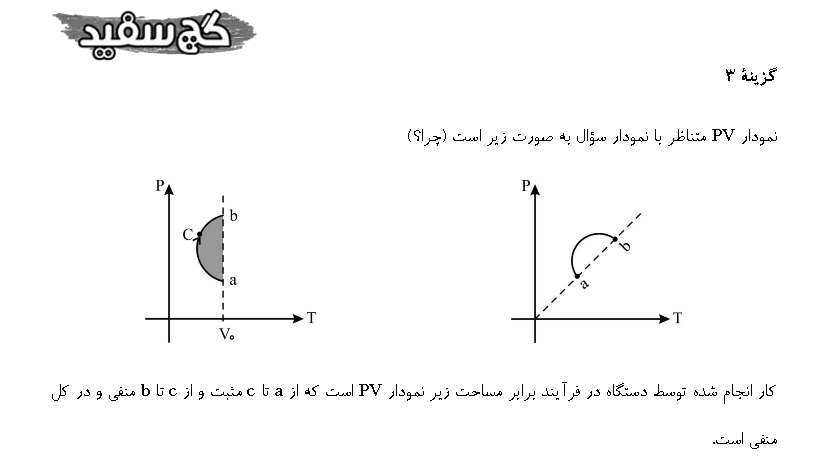 گچ سفید
گزینهٔ ۳
نمودار PV متناظر با نمودار سؤال به صورت زیر است (چرا؟)
P
b
C
a
T
V₀
P
b
a
T
کار انجام شده توسط دستگاه در فرآیند برابر مساحت زیر نمودار PV است که از a تا c مثبت و از c تا b منفی و در کل
منفی است.